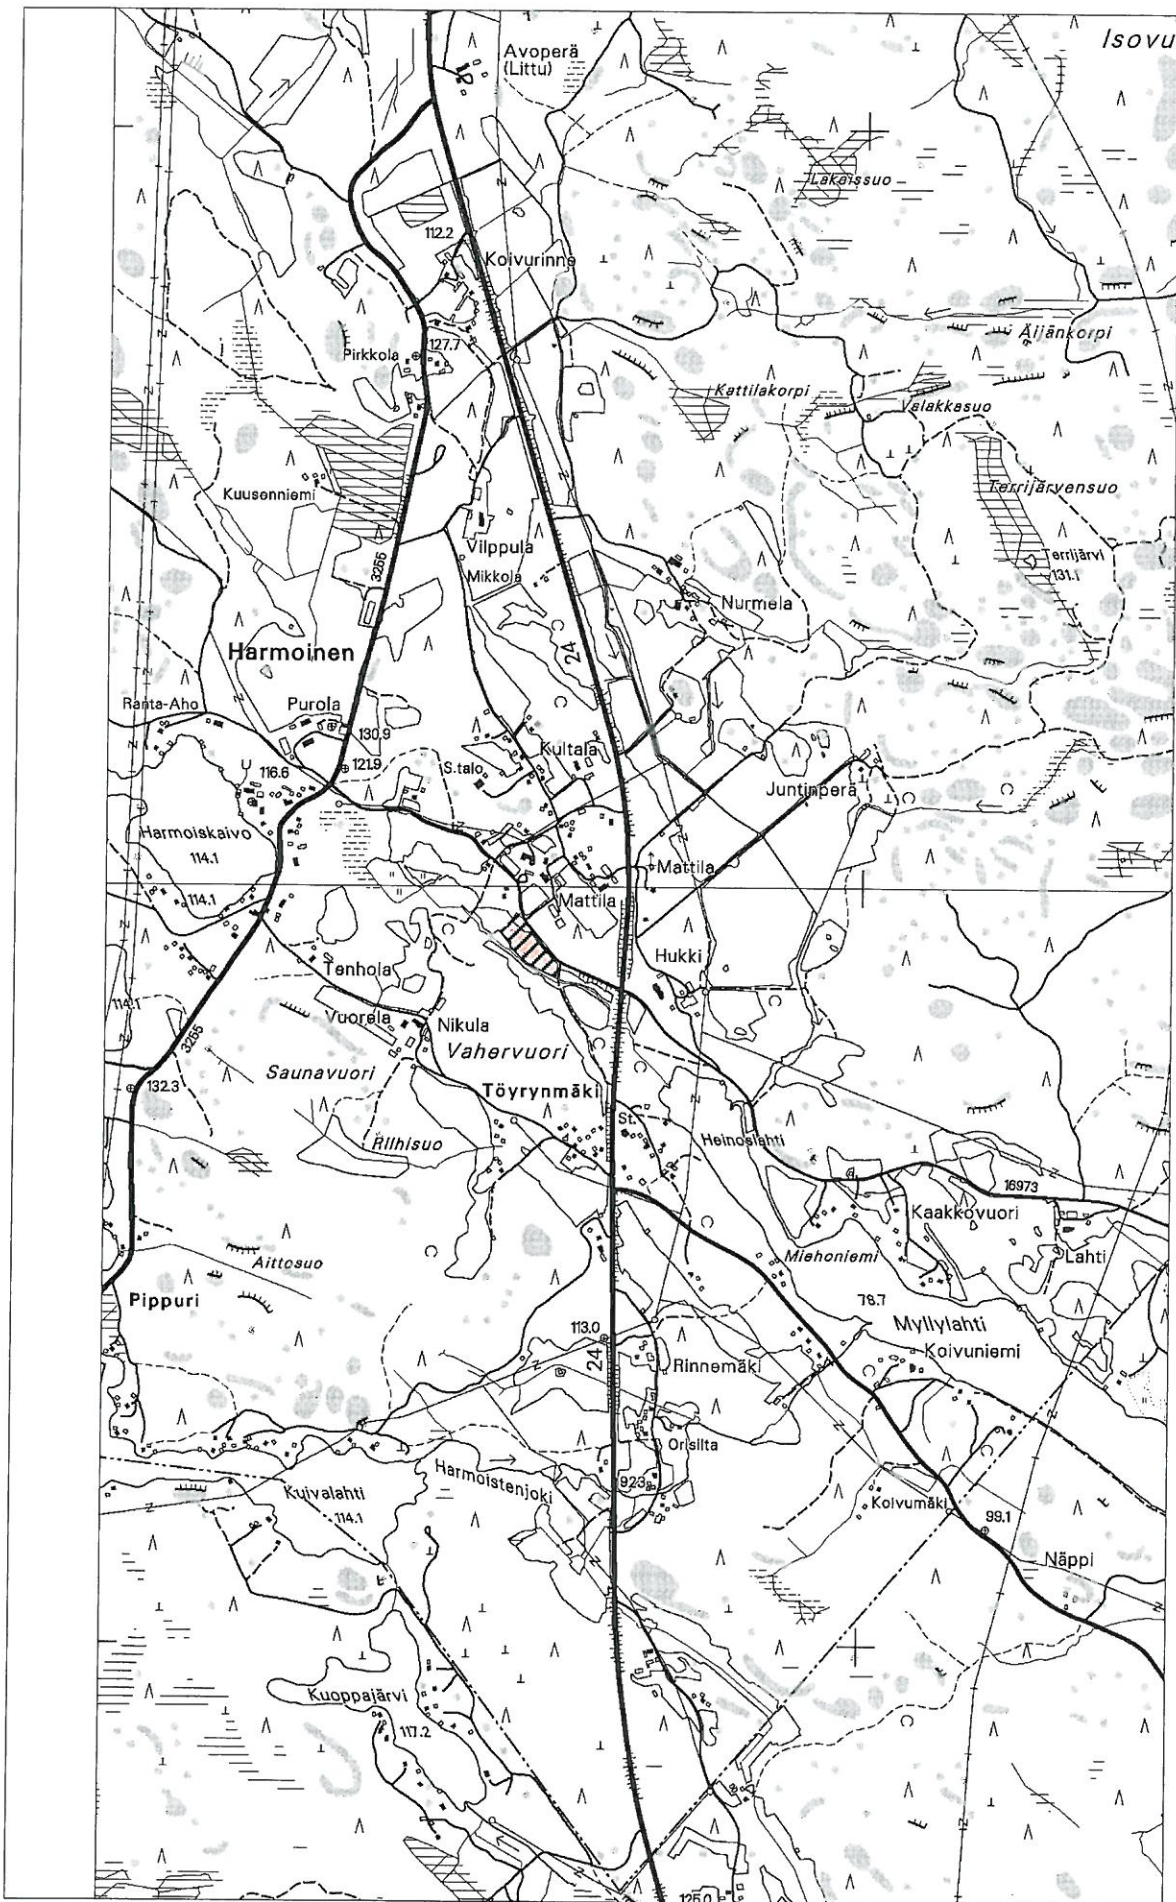 Isovu
Avoperä
(Littu)
Lakeissuo
112.2
Koivurinne
Äijänkorpi
Pirkkola
127.7
Kattilakorpi
Valakkasuo
Kuusenniemi
Terrijärvensuo
Vilppula
Mikkola
Terrijärvi
131.1
3255
Nurmela
24
Harmoinen
Ranta-Aho
Purola
130.9
Kultala
121.9
S.talo
116.6
Juntinperä
Harmoiskaivo
114.1
Mattila
114.1
Mattila
Tenhola
Hukki
114.1
Vuorela
Nikula
3255
Vahervuori
Saunavuori
132.3
Töyrynmäki
St.
Riihisuo
Heinoslahti
16973
Kaakkovuori
Aittosuo
Miehoniemi
Lahti
Pippuri
78.7
Myllylahti
113.0
24
Koivuniemi
Rinnemäki
Orisilta
Harmoistenjoki
923
Kuivalahti
114.1
Koivumäki
99.1
Näppi
Kuoppajärvi
117.2
125.0